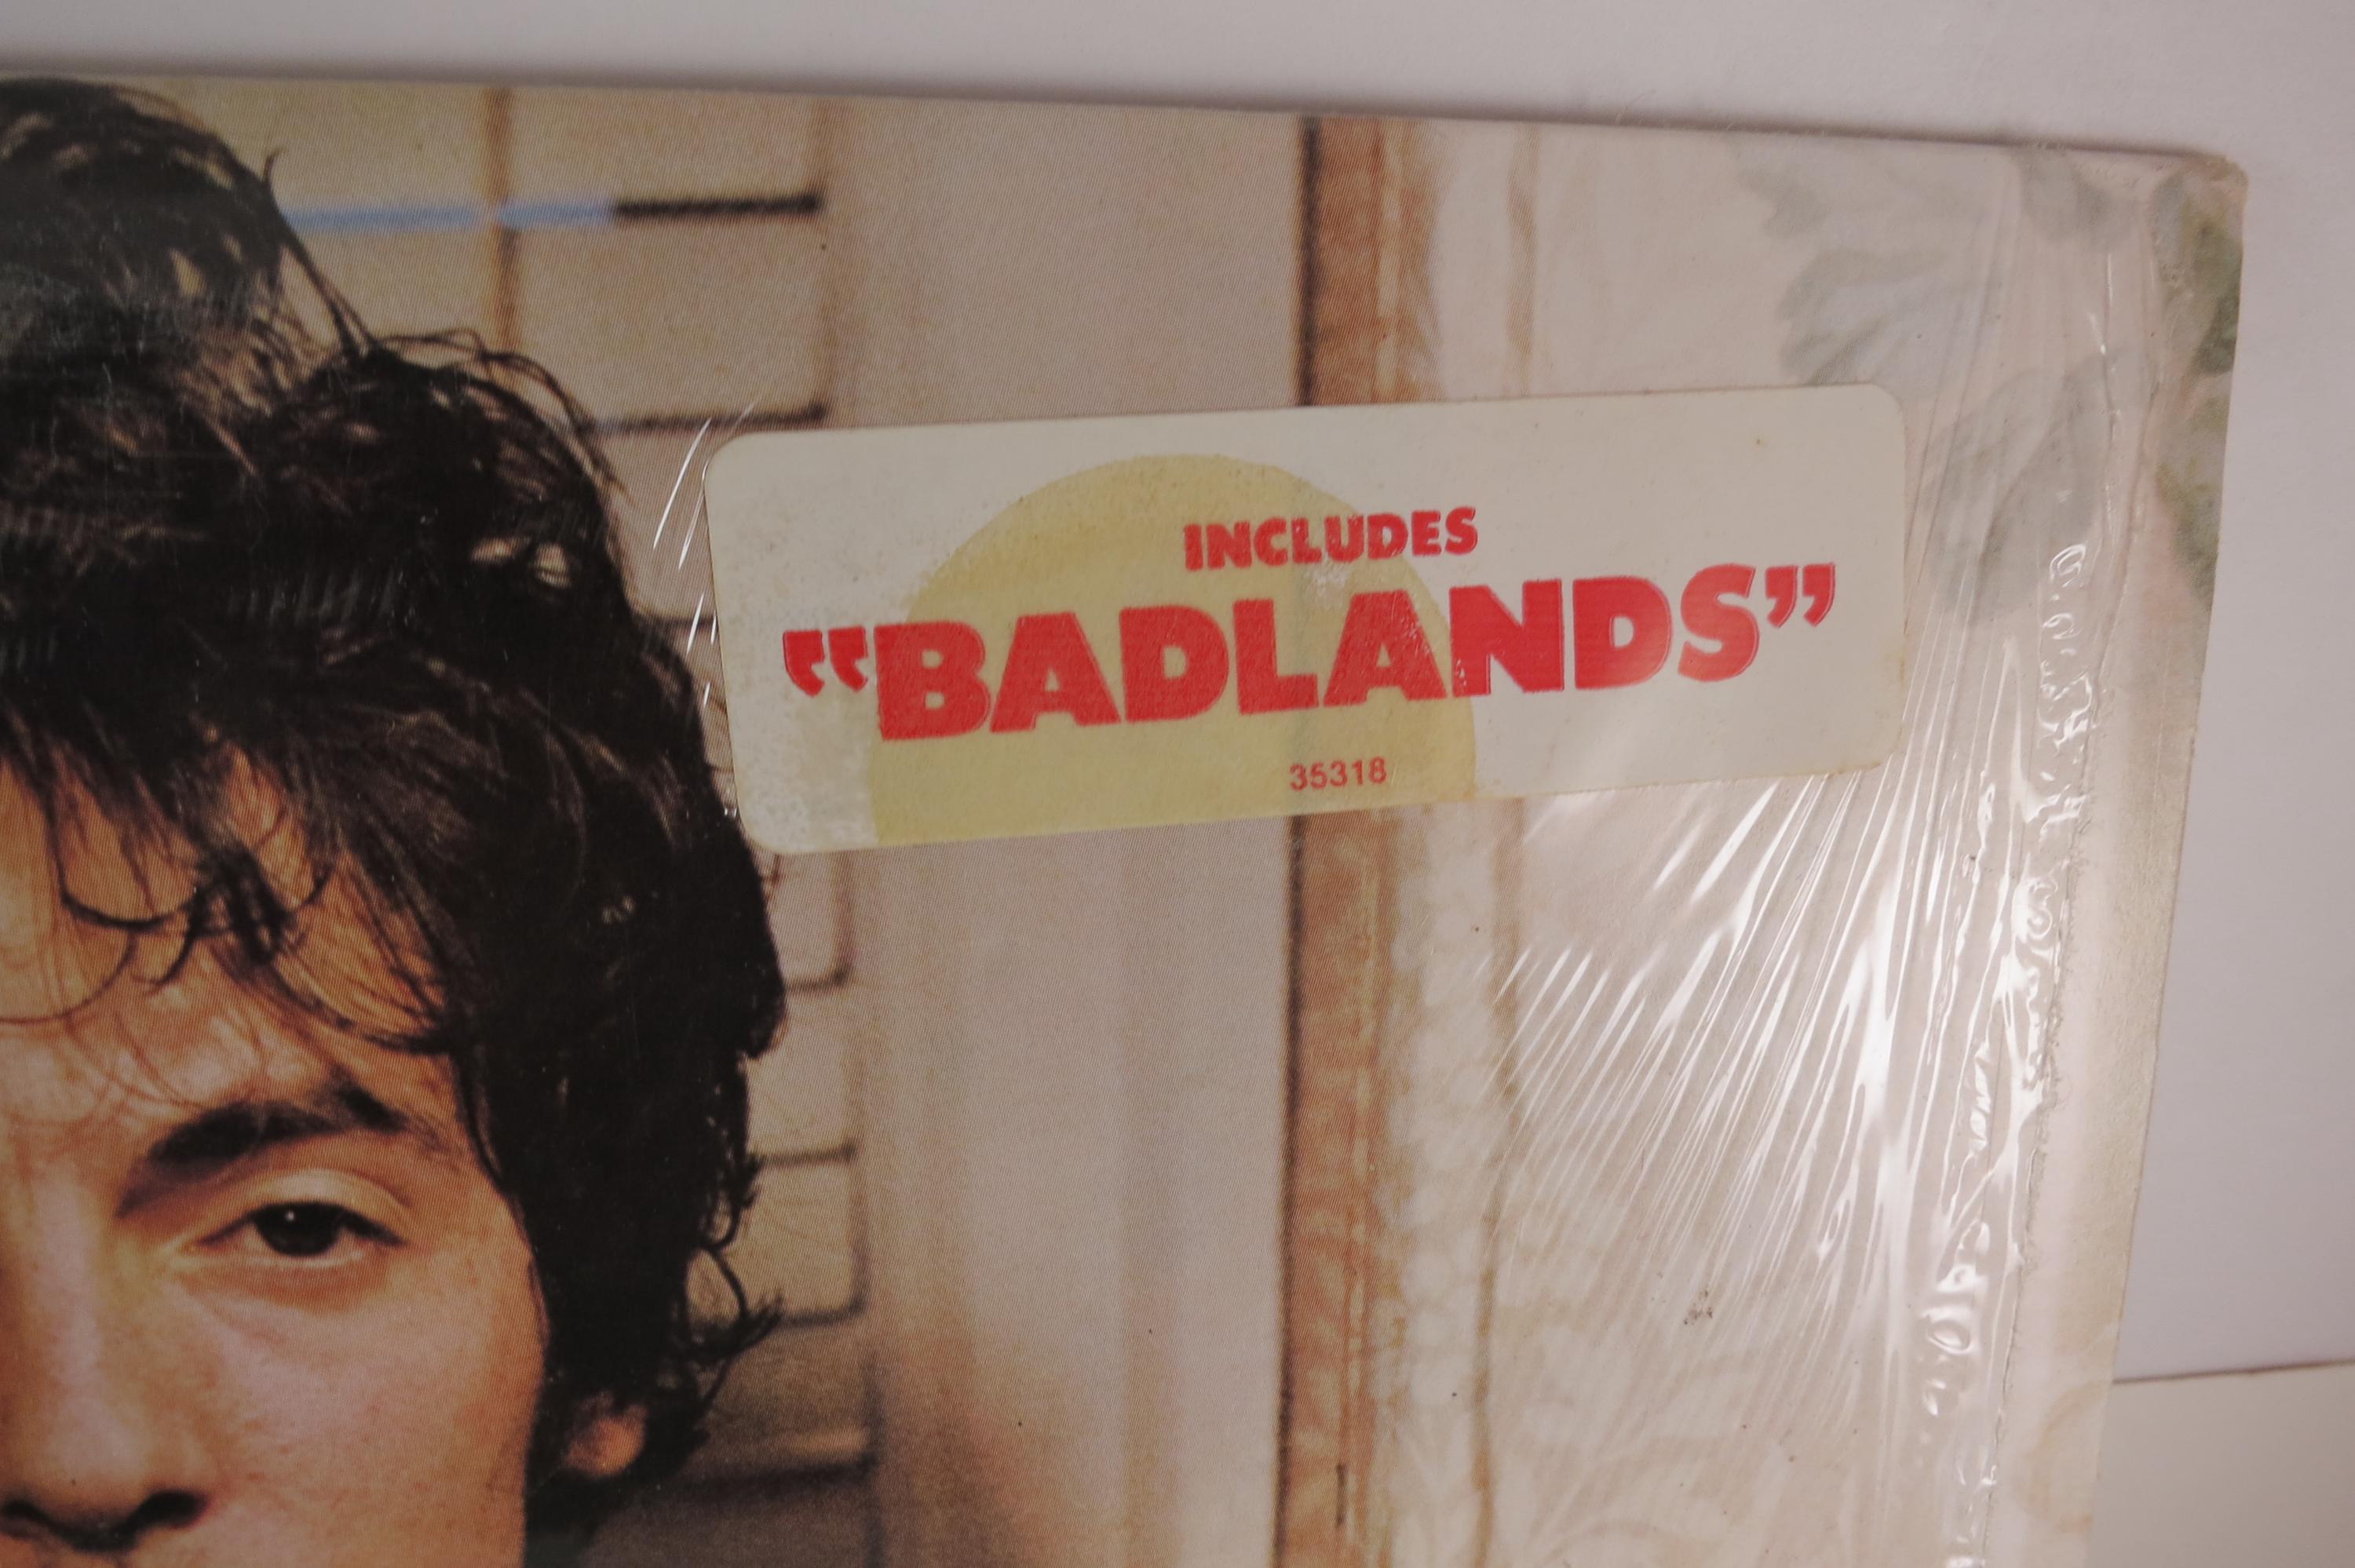 INCLUDES
“BADLANDS”
35318